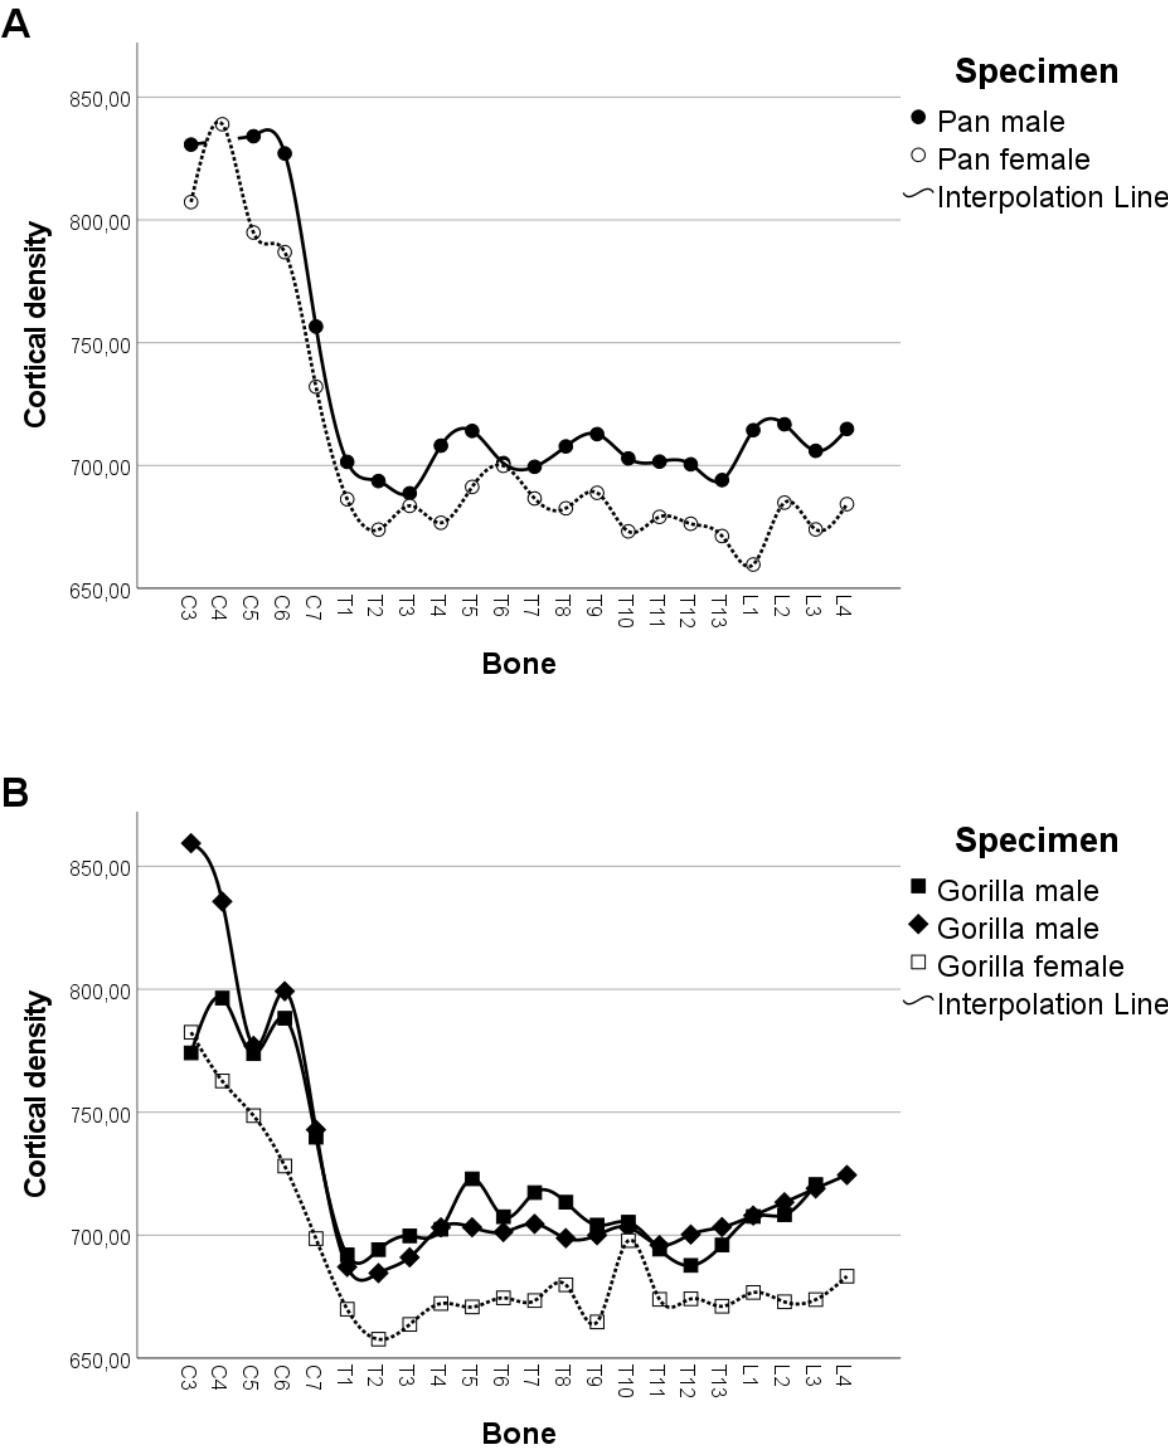 A
Specimen
Pan male
Pan female
Interpolation Line
Cortical density
850,00
800,00
750,00
700,00
650,00
C3 C4 C5 C6 C7 T1 T2 T3 T4 T5 T6 T7 T8 T9 T10 T11 T12 T13 L1 L2 L3 L4
Bone
B
Specimen
Gorilla male
Gorilla male
Gorilla female
Interpolation Line
Cortical density
850,00
800,00
750,00
700,00
650,00
C3 C4 C5 C6 C7 T1 T2 T3 T4 T5 T6 T7 T8 T9 T10 T11 T12 T13 L1 L2 L3 L4
Bone